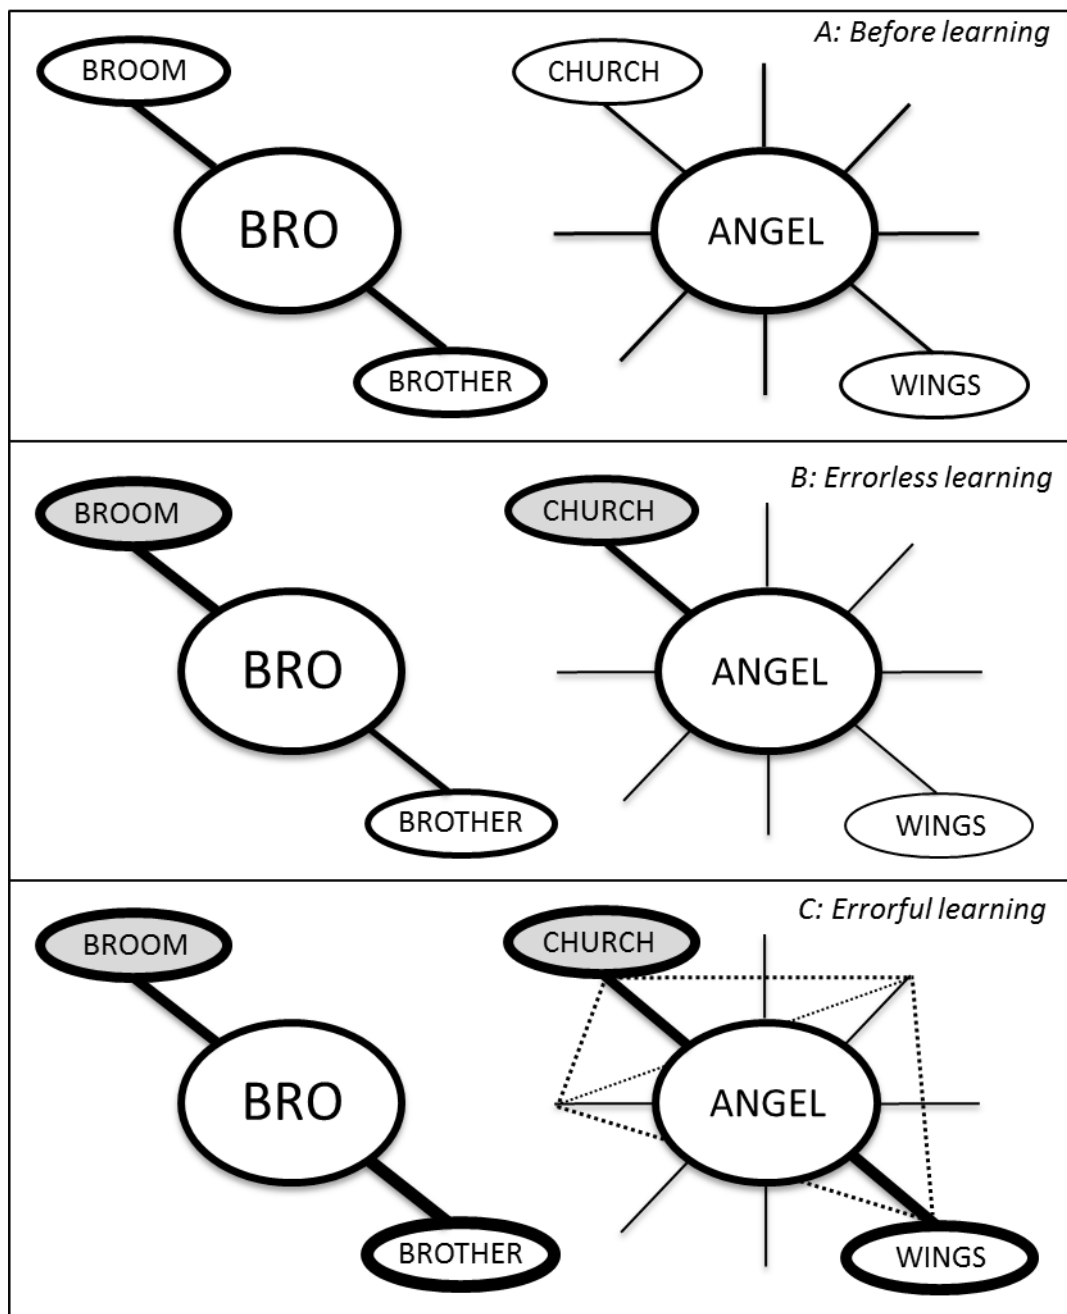 A: Before learning
BROOM
CHURCH
BRO
ANGEL
BROTHER
WINGS
B: Errorless learning
BROOM
CHURCH
BRO
ANGEL
BROTHER
WINGS
C: Errorful learning
BROOM
CHURCH
BRO
ANGEL
BROTHER
WINGS